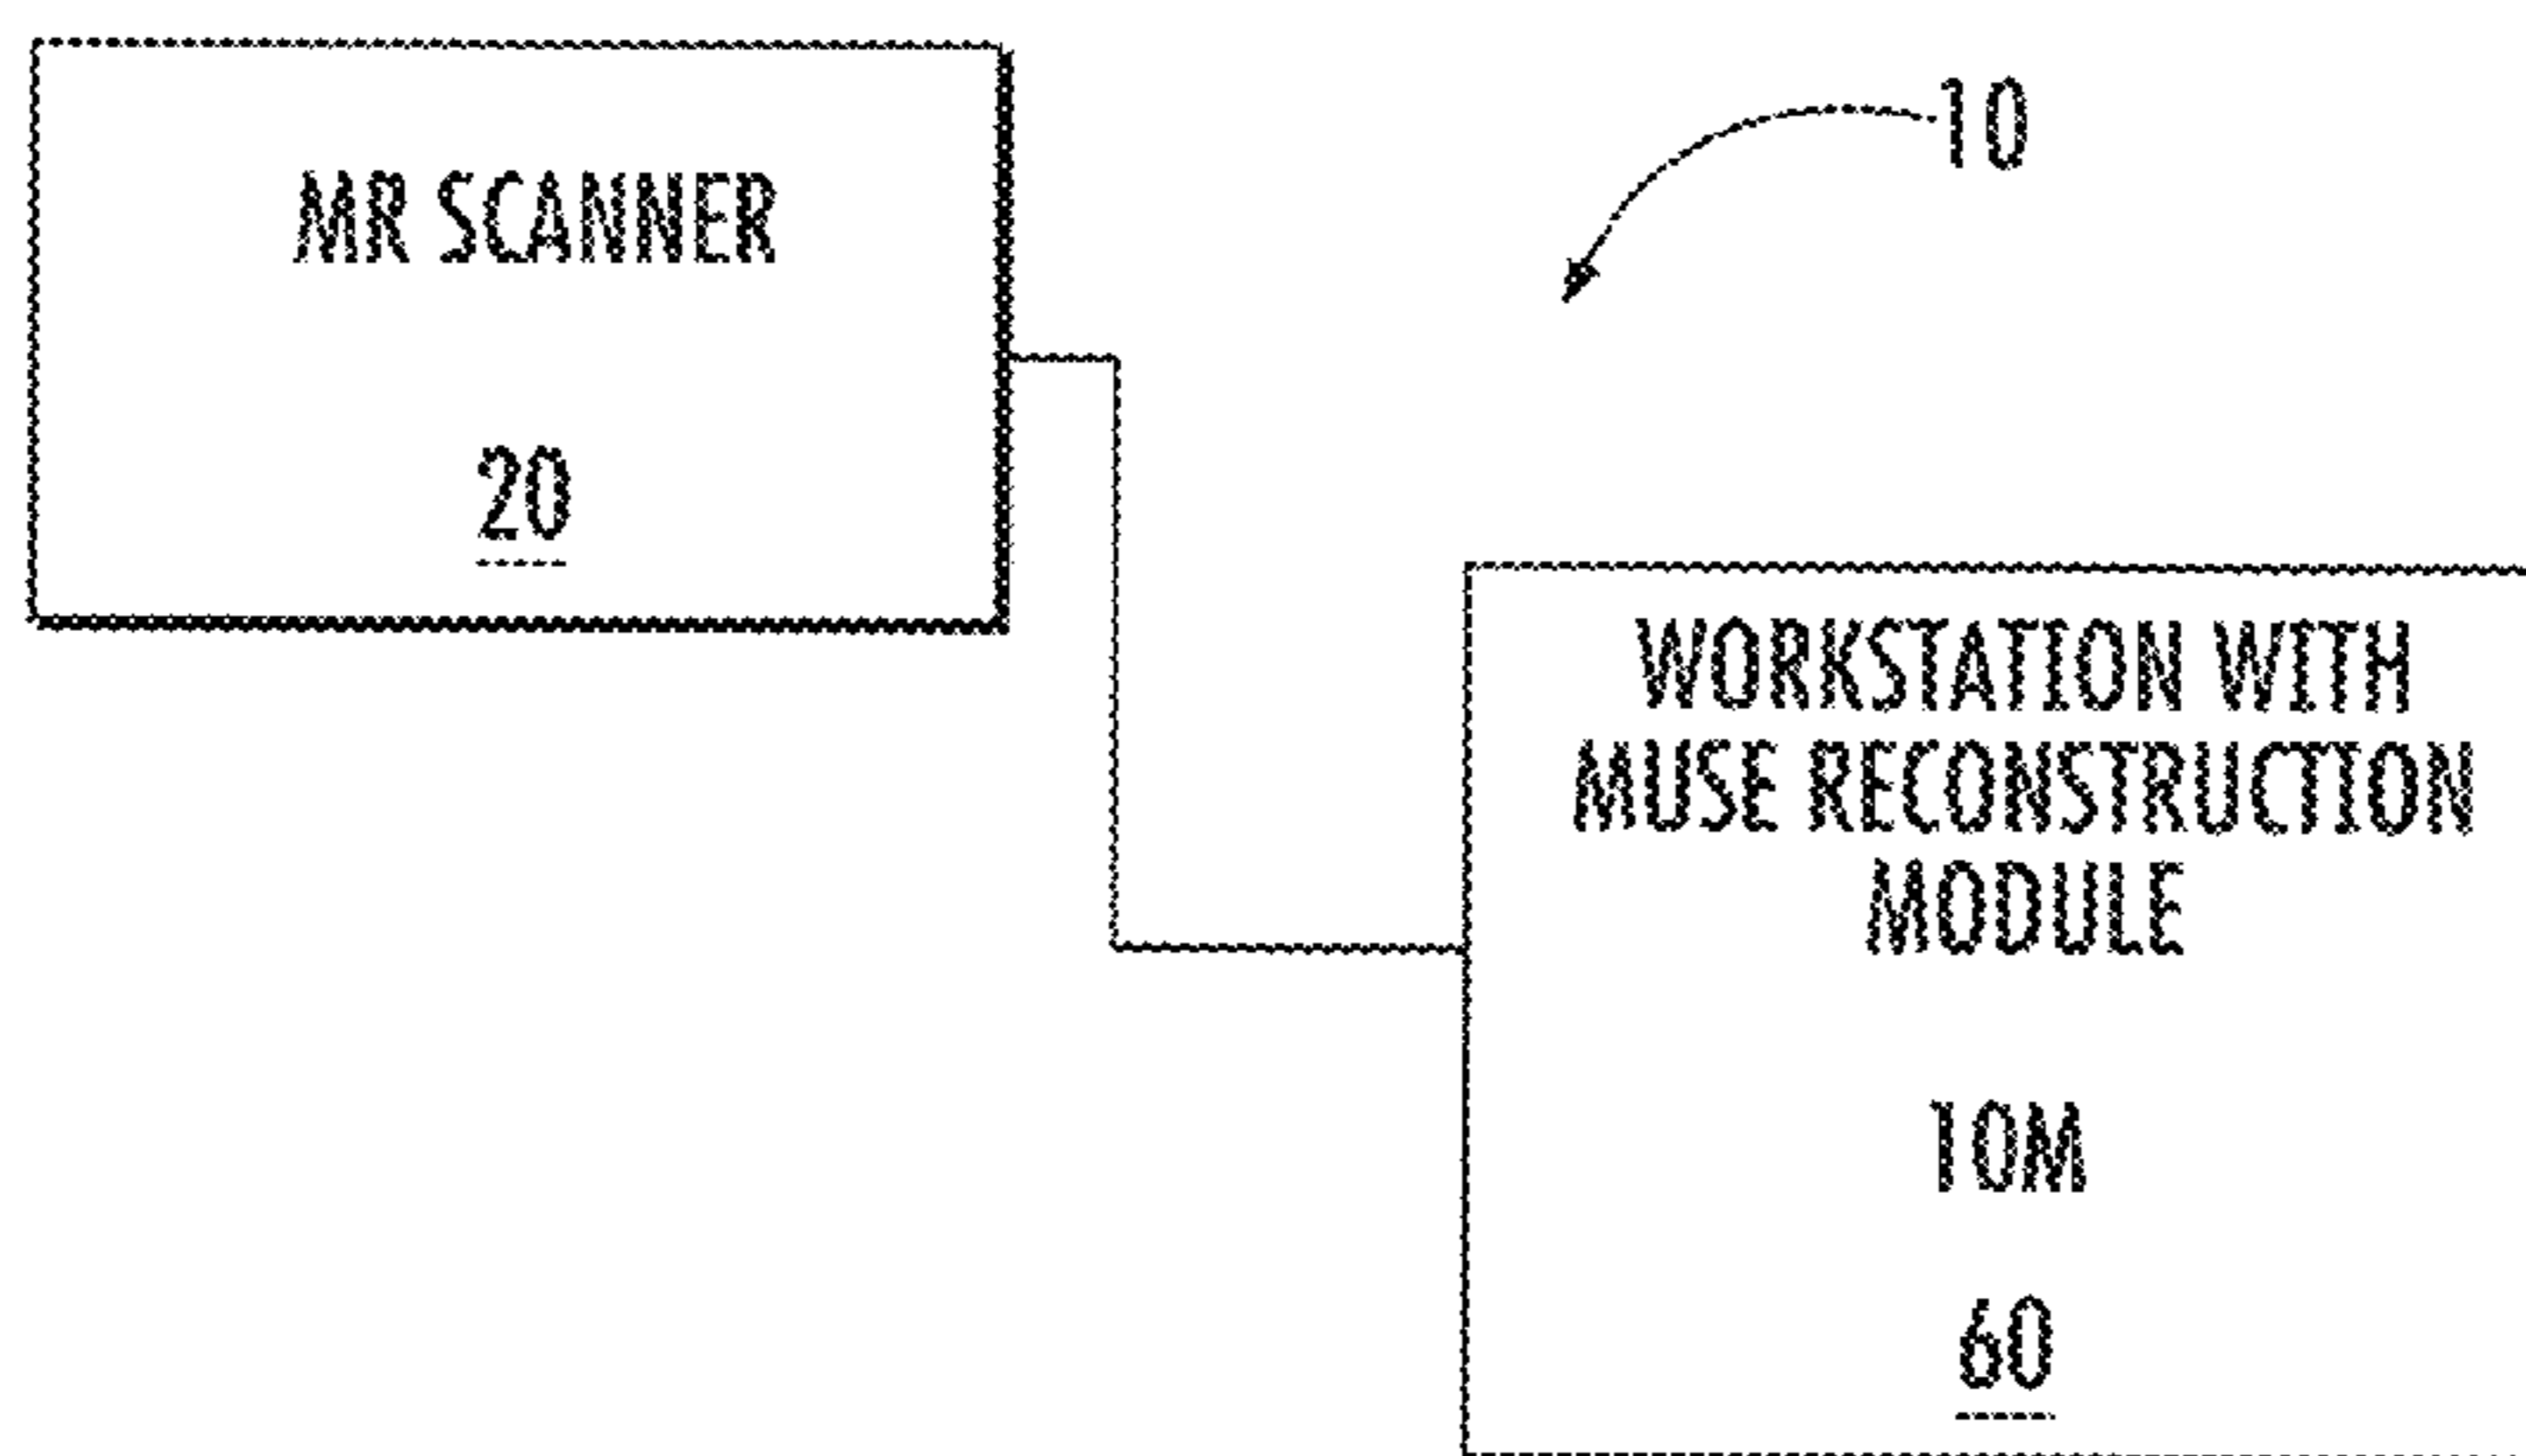 MR SCANNER
20
10
WORKSTATION WITH
MUSE RECONSTRUCTION
MODULE
10M
60